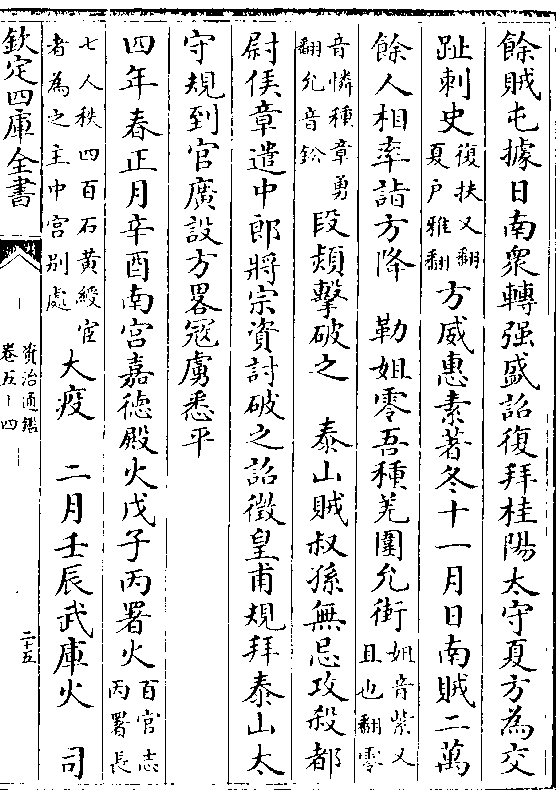 餘賊屯據日南衆轉强盛詔復拜桂陽太守夏方為交
趾刺史復扶又翻夏户雅翻方威惠素著冬十一月日南賊二萬
餘人相率詣方降　勒姐零吾種羌圍允街姐音紫又且也翻零
音憐種章勇翻允音鈆段熲擊破之　泰山賊叔孫無忌攻殺都
尉侯章遣中郎將宗資討破之詔徵皇甫規拜泰山太
守規到官廣設方畧冦虜悉平
四年春正月辛酉南宫嘉徳殿火戊子丙署火百官志丙署長
七人秩四百石黄綬宦者為之主中宫别處大疫　二月壬辰武庫火　司
欽定四庫全書
資治通鑑
卷五十四
二十五